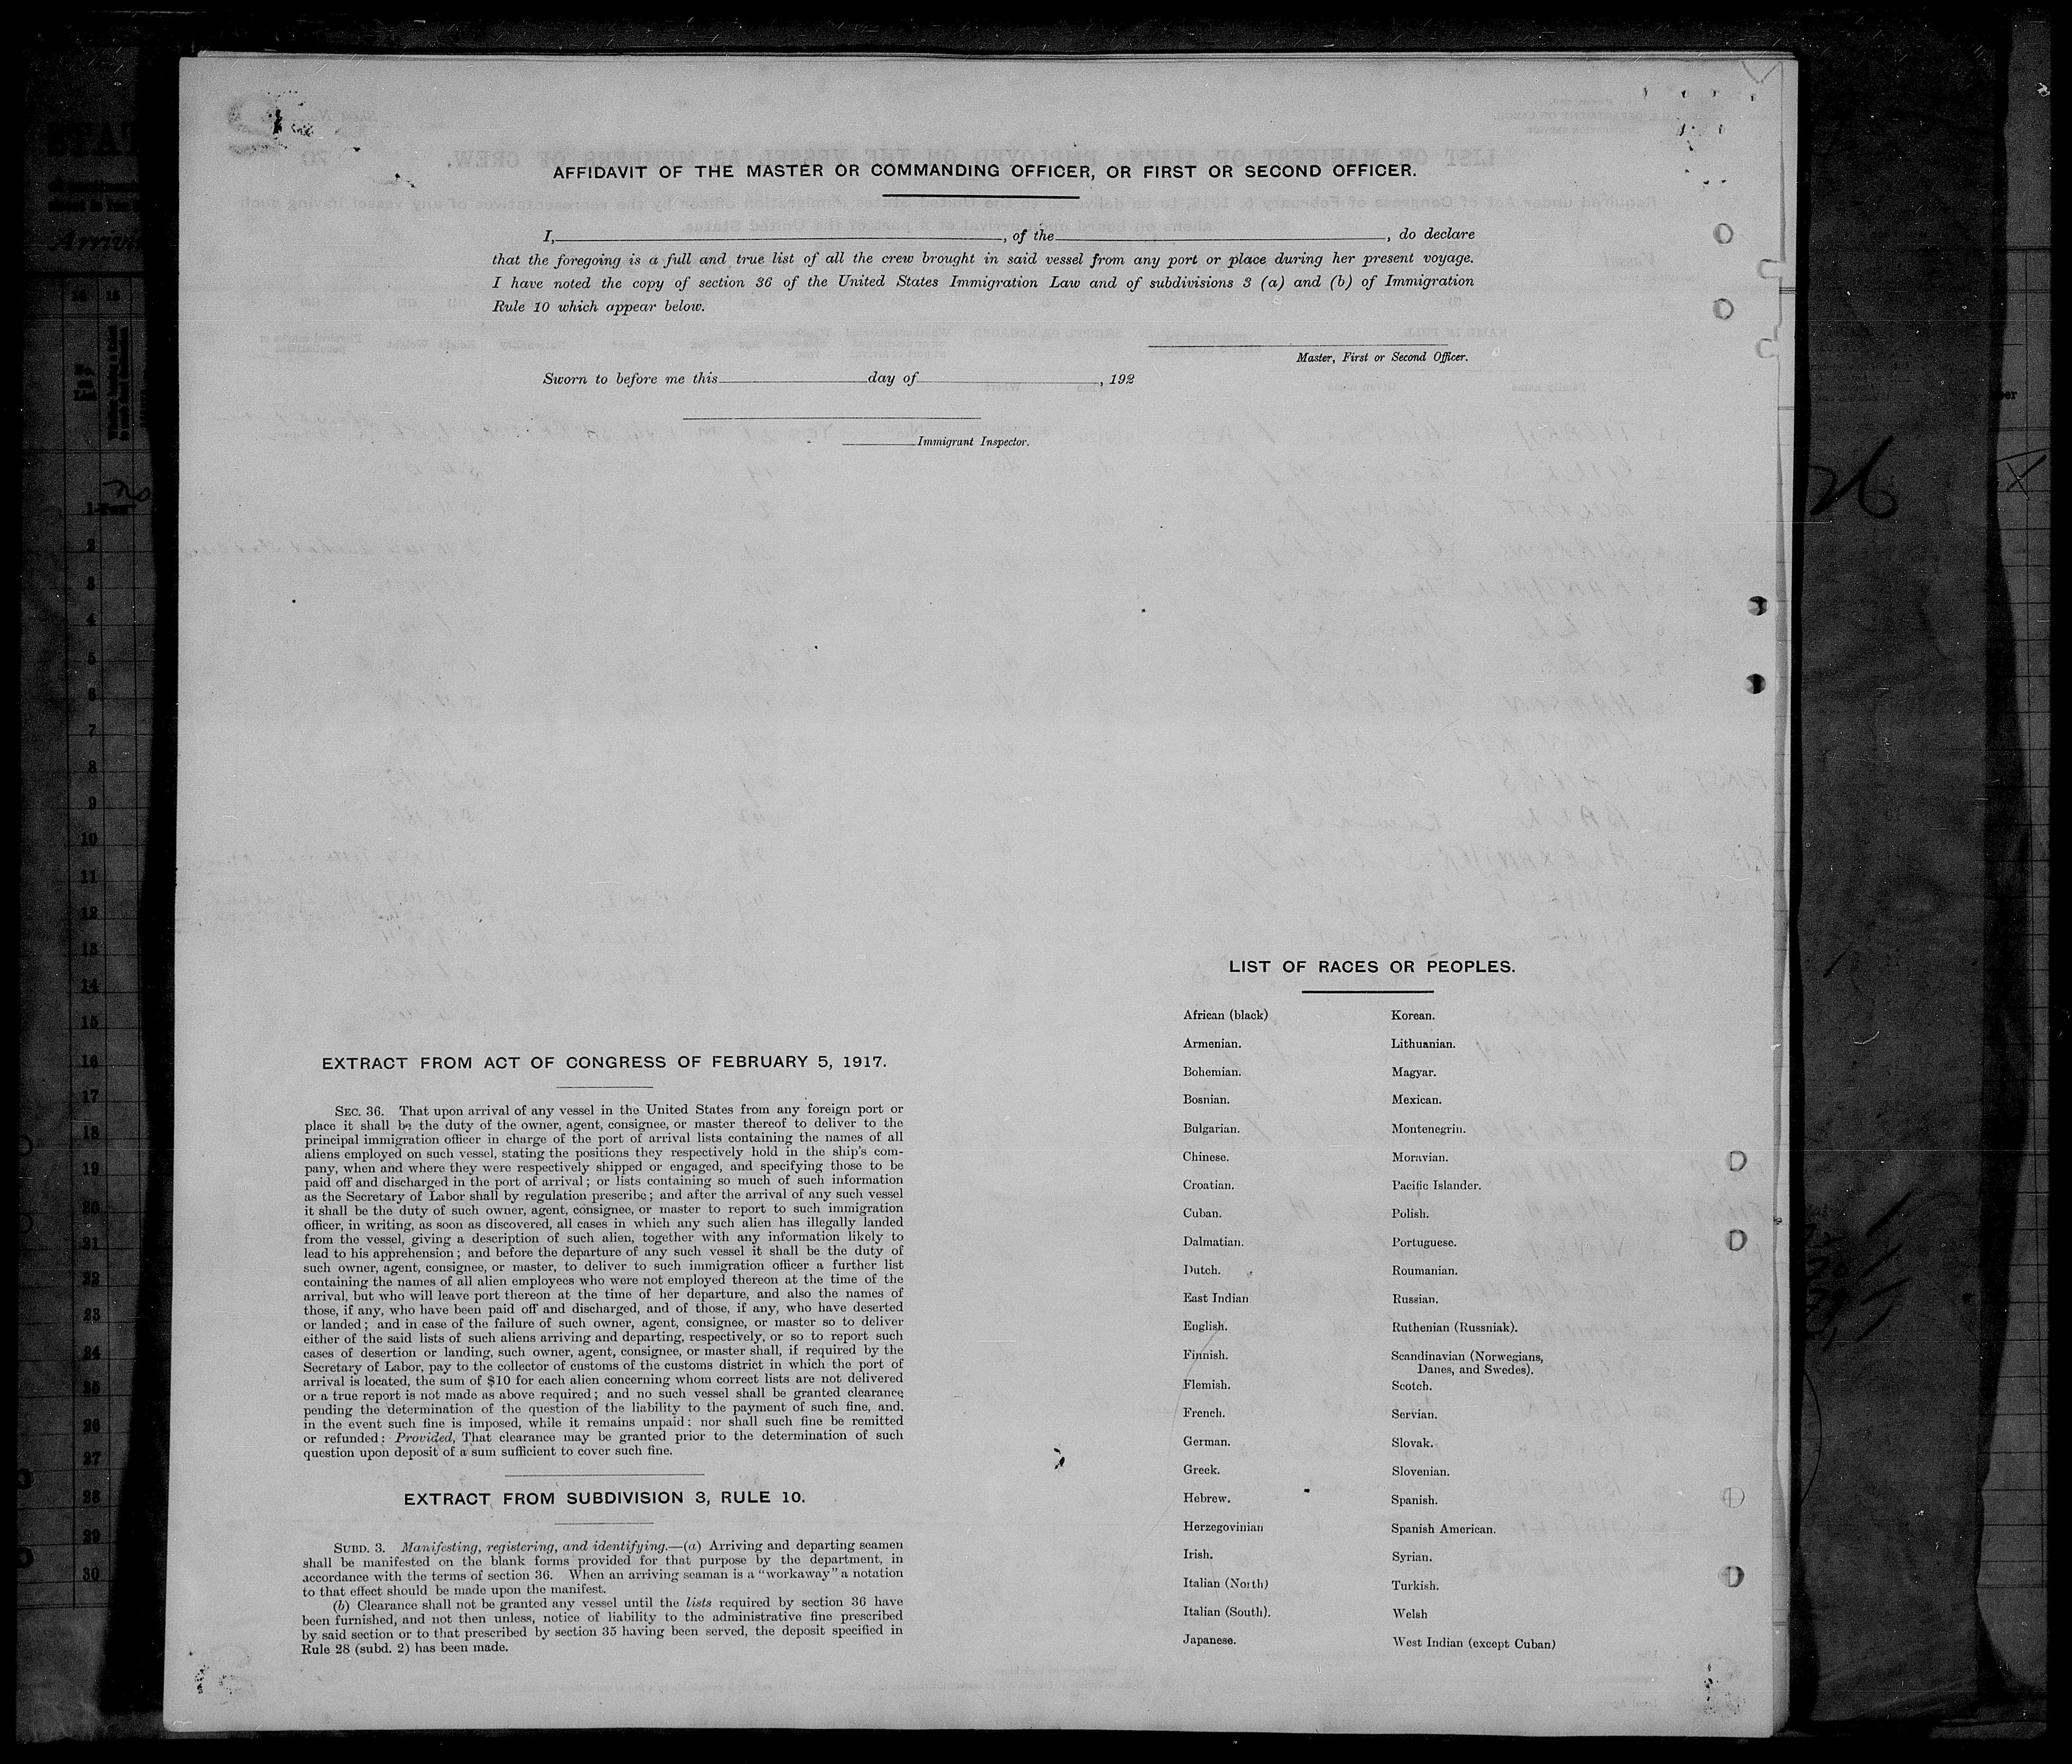 AFFIDAVIT OF THE MASTER OR COMMANDING OFFICER, OR FIRST OR SECOND OFFICER.
I, , of the , do declare
that the foregoing is a full and true list of all the crew brought in said vessel from any port or place during her present voyage.
I have noted the copy of section 36 of the United States Immigration Law and of subdivisions 3 (a) and (b) of Immigration
Rule 10 which appear below.
Master, First or Second Officer.
Sworn to before me this day of , 192
Immigrant Inspector.
EXTRACT FROM ACT OF CONGRESS OF FEBRUARY 5, 1917.
SEC. 36. That upon arrival of any vessel in the United States from any foreign port or
place it shall be the duty of the owner, agent, consignee, or master thereof to deliver to the
principal immigration officer in charge of the port of arrival lists containing the names of all
aliens employed on such vessel, stating the positions they respectively hold in the ship's com-
pany, when and where they were respectively shipped or engaged, and specifying those to be
paid off and discharged in the port of arrival; or lists containing so much of such information
as the Secretary of Labor shall by regulation prescribe; and after the arrival of any such vessel
it shall be the duty of such owner, agent, consignee, or master to report to such immigration
officer, in writing, as soon as discovered, all cases in which any such alien has illegally landed
from the vessel, giving a description of such alien, together with any information likely to
lead to his apprehension; and before the departure of any such vessel it shall be the duty of
such owner, agent, consignee, or master, to deliver to such immigration officer a further list
containing the names of all alien employees who were not employed thereon at the time of the
arrival, but who will leave port thereon at the time of her departure, and also the names of
those, if any, who have been paid off and discharged, and of those, if any, who have deserted
or landed; and in case of the failure of such owner, agent, consignee, or master so to deliver
either of the said lists of such aliens arriving and departing, respectively, or so to report such
cases of desertion or landing, such owner, agent, consignee, or master shall, if required by the
Secretary of Labor, pay to the collector of customs of the customs district in which the port of
arrival is located, the sum of $10 for each alien concerning whom correct lists are not delivered
or a true report is not made as above required; and no such vessel shall be granted clearance
pending the determination of the question of the liability to the payment of such fine, and,
in the event such fine is imposed, while it remains unpaid; nor shall such fine be remitted
or refunded: Provided, That clearance may be granted prior to the determination of such
question upon deposit of a sum sufficient to cover such fine.
EXTRACT FROM SUBDIVISION 3, RULE 10.
SUBD. 3. Manifesting, registering, and identifying.—(a) Arriving and departing seamen
shall be manifested on the blank forms provided for that purpose by the department, in
accordance with the terms of section 36. When an arriving seaman is a "workaway" a notation
to that effect should be made upon the manifest.
(b) Clearance shall not be granted any vessel until the lists required by section 36 have
been furnished, and not then unless, notice of liability to the administrative fine prescribed
by said section or to that prescribed by section 35 having been served, the deposit specified in
Rule 28 (subd. 2) has been made.
LIST OF RACES OR PEOPLES.
African (black)
Armenian.
Bohemian.
Bosnian.
Bulgarian.
Chinese.
Croatian.
Cuban.
Dalmatian.
Dutch.
East Indian
English.
Finnish.
Flemish.
French.
German.
Greek.
Hebrew.
Herzegovinian
Irish.
Italian (North)
Italian (South).
Japanese.
Korean.
Lithuanian.
Magyar.
Mexican.
Montenegrin.
Moravian.
Pacific Islander.
Polish.
Portuguese.
Roumanian.
Russian.
Ruthenian (Russniak).
Scandinavian (Norwegians,
Danes, and Swedes).
Scotch.
Servian.
Slovak.
Slovenian.
Spanish.
Spanish American.
Syrian.
Turkish.
Welsh
West Indian (except Cuban)